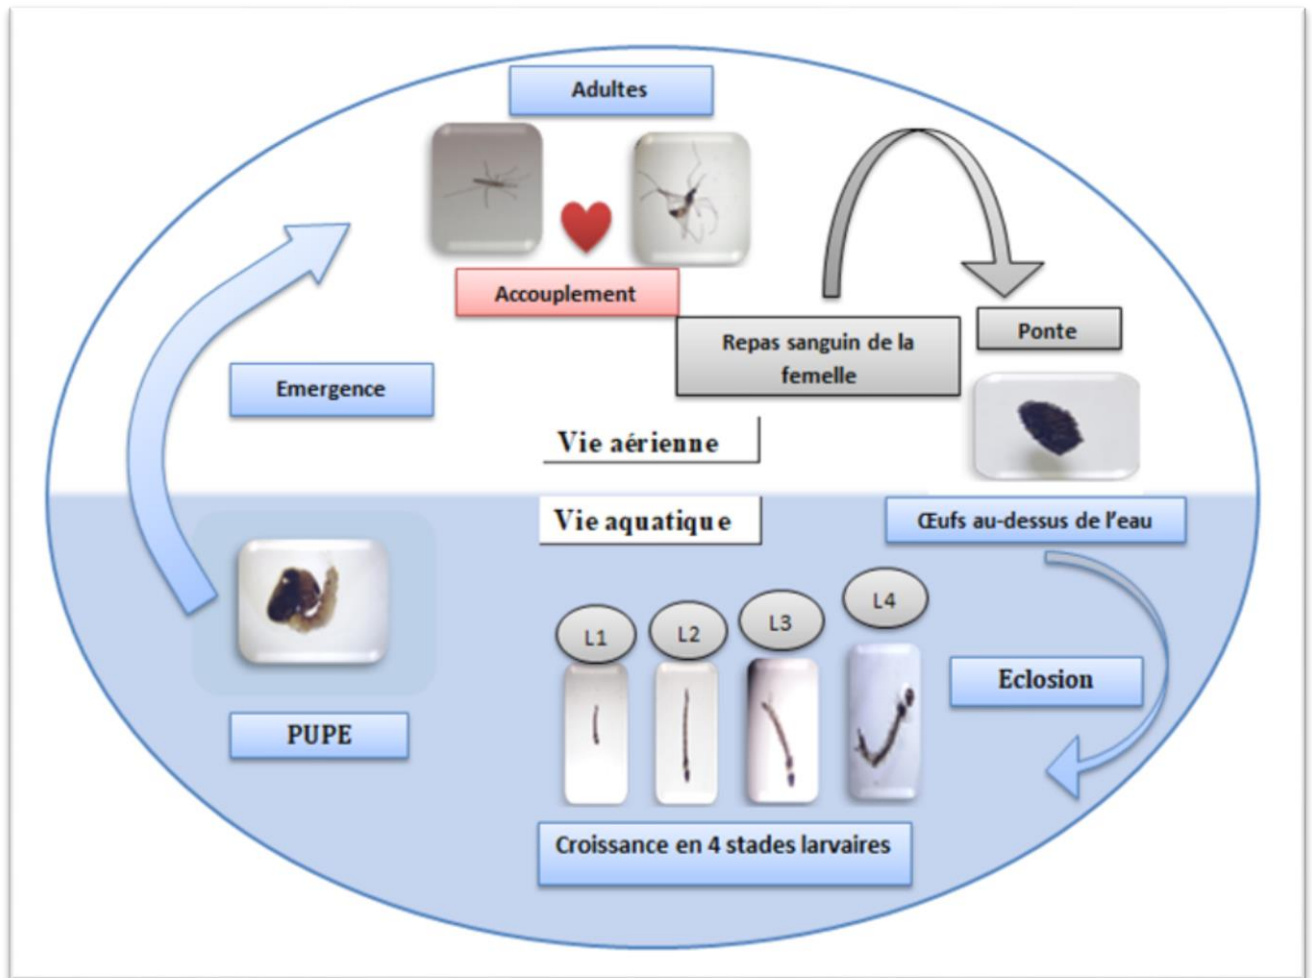 Adultes
Accouplement
Repas sanguin de la
femelle
Ponte
Emergence
Vie aérienne
Vie aquatique
Œufs au-dessus de l’eau
L1
L2
L3
L4
Eclosion
PUPE
Croissance en 4 stades larvaires